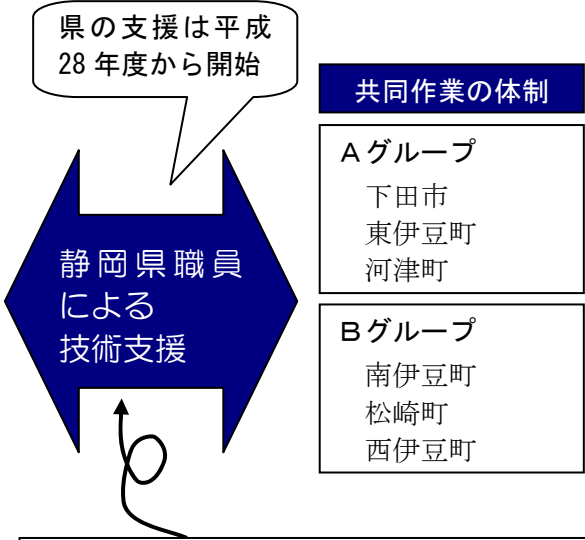 県の支援は平成
28年度から開始
共同作業の体制
Aグループ
下田市
東伊豆町
河津町
静岡県職員
による
技術支援
Bグループ
南伊豆町
松崎町
西伊豆町